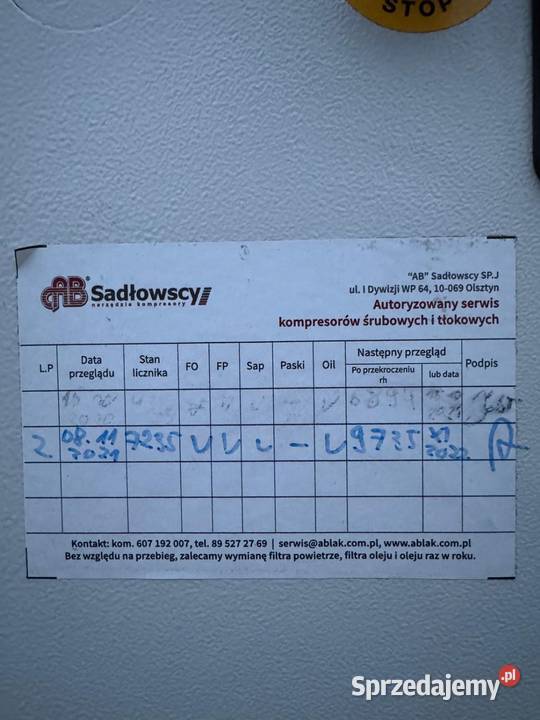 STOP
AB® Sadłowscy
narzędzia kompresory
"AB" Sadłowscy SP.J
ul. I Dywizji WP 64, 10-069 Olsztyn
Autoryzowany serwis
kompresorów śrubowych i tłokowych
L.P Data przeglądu Stan licznika FO FP Sap Paski Oil Następny przegląd Po przekroczeniu rh lub data Podpis
2. 08.11 2021 7235 V V V - V 9735 XI 2022
Kontakt: kom. 607 192 007, tel. 89 527 27 69 | serwis@ablak.com.pl, www.ablak.com.pl
Bez względu na przebieg, zalecamy wymianę filtra powietrze, filtra oleju i oleju raz w roku.
Sprzedajemy.pl